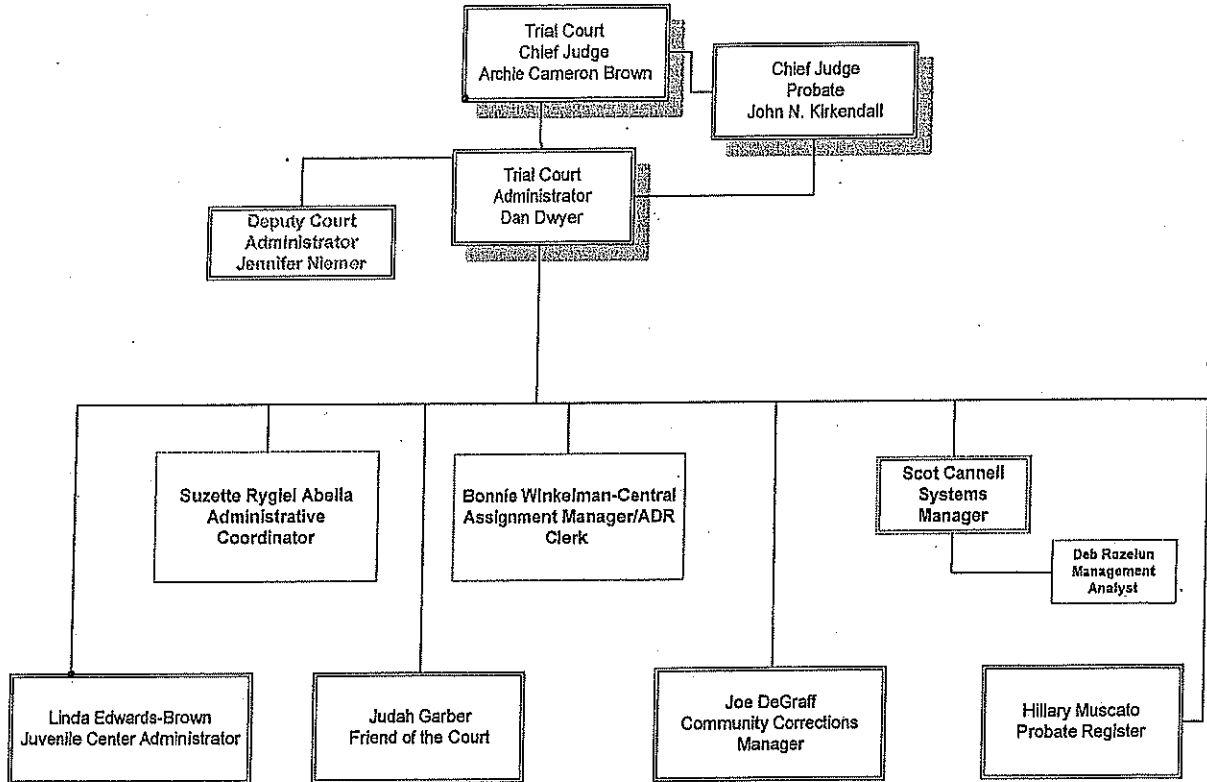 Trial Court
Chief Judge
Archie Cameron Brown
Chief Judge
Probate
John N. Kirkendall
Trial Court
Administrator
Dan Dwyer
Deputy Court
Administrator
Jennifer
Suzette Rygiel Abella
Administrative
Coordinator
Bonnie Winkelman-Central
Assignment Manager/ADR
Clerk
Scot Cannell
Systems
Manager
Deb
Management
Analyst
Linda Edwards-Brown
Juvenile Center Administrator
Judah Garber
Friend of the Court
Joe DeGraff
Community Corrections
Manager
Hillary Muscato
Probate Register